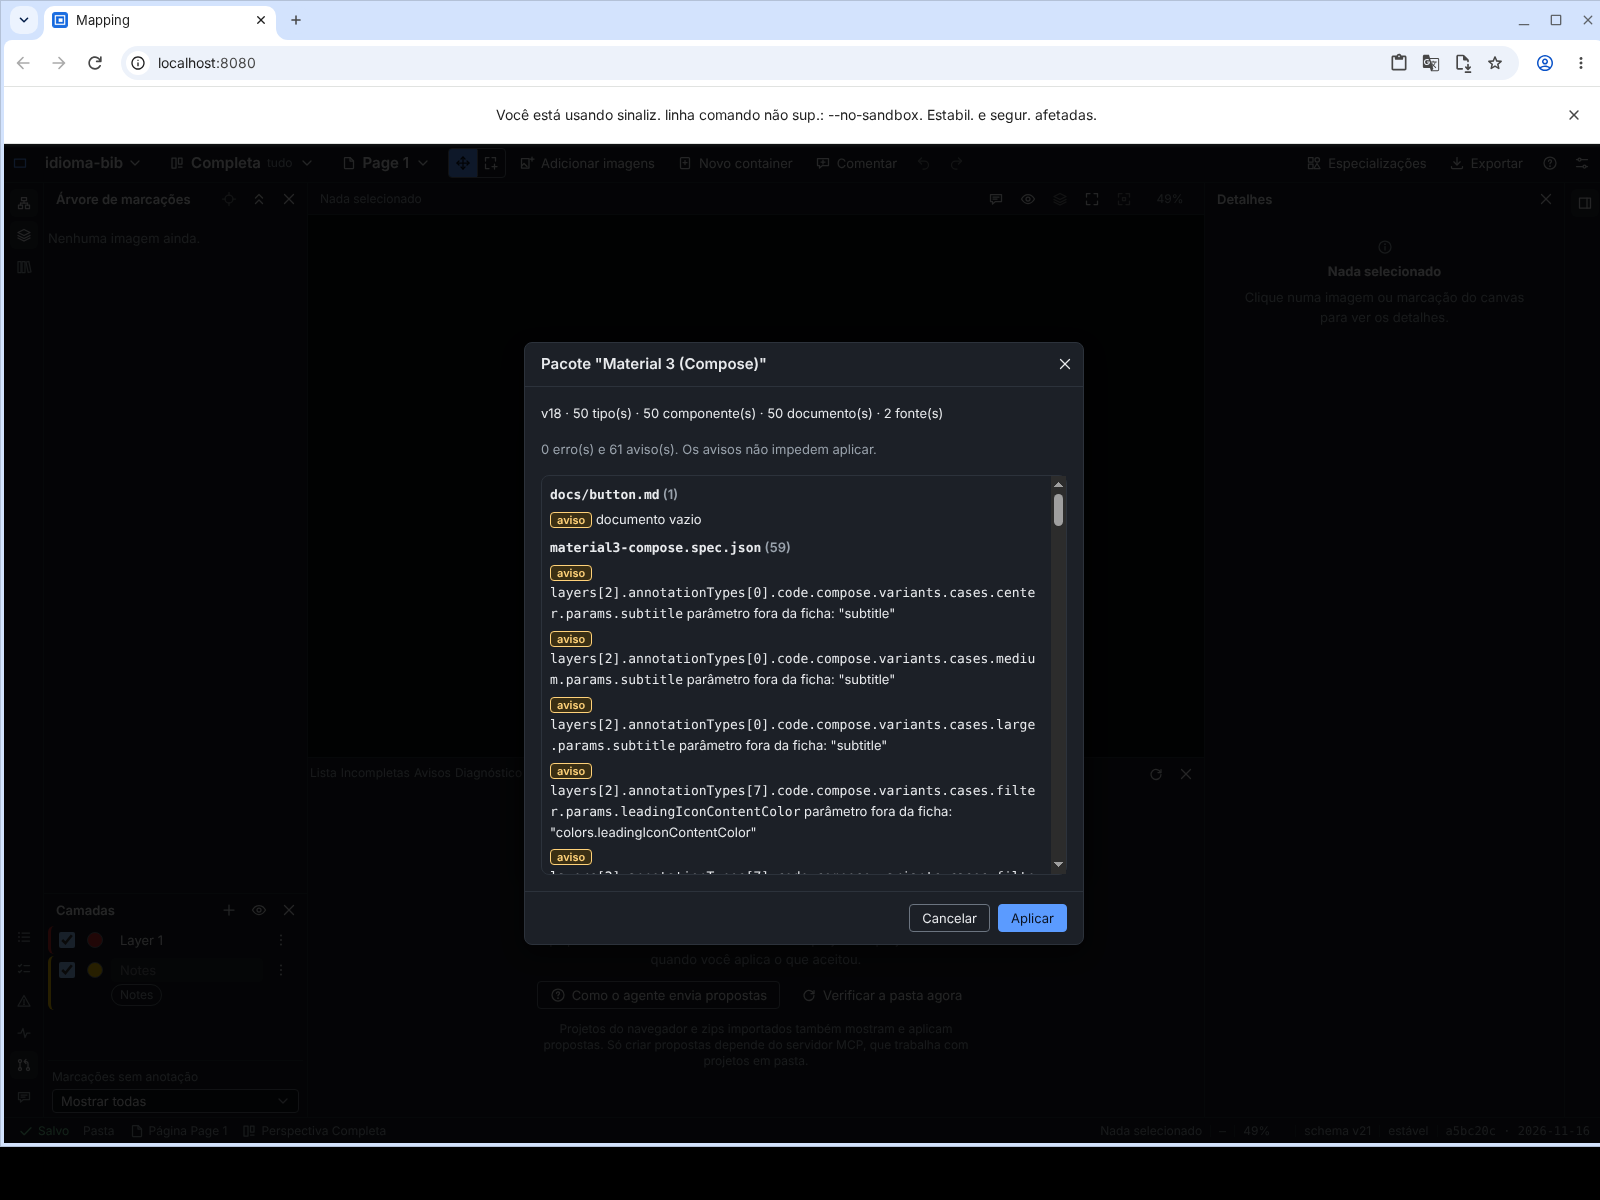 Mapping
localhost:8080
Você está usando sinaliz. linha comando não sup.: --no-sandbox. Estabil. e segur. afetadas.
idioma-bib
Completa tudo
Page 1
Adicionar imagens
Novo contêiner
Comentar
Especializações
Exportar
Árvore de marcações
Nada selecionado
49%
Detalhes
Nenhuma imagem ainda.
Nada selecionado
Clique numa imagem ou marcação do canvas
para ver os detalhes.
Pacote "Material 3 (Compose)"
v18 · 50 tipo(s) · 50 componente(s) · 50 documento(s) · 2 fonte(s)
0 erro(s) e 61 aviso(s). Os avisos não impedem aplicar.
docs/button.md (1)
aviso documento vazio
material3-compose.spec.json (59)
aviso
layers[2].annotationTypes[0].code.compose.variants.cases.cente
r.params.subtitle parâmetro fora da ficha: "subtitle"
aviso
layers[2].annotationTypes[0].code.compose.variants.cases.mediu
m.params.subtitle parâmetro fora da ficha: "subtitle"
aviso
layers[2].annotationTypes[0].code.compose.variants.cases.large
.params.subtitle parâmetro fora da ficha: "subtitle"
aviso
layers[2].annotationTypes[7].code.compose.variants.cases.filte
r.params.leadingIconContentColor parâmetro fora da ficha:
"colors.leadingIconContentColor"
aviso
layers[2].annotationTypes[7].code.compose.variants.cases.filte
Cancelar
Aplicar
Lista Incompletas Avisos Diagnóstico
quando você aplica o que aceitou.
Como o agente envia propostas
Verificar a pasta agora
Projetos do navegador e zips importados também mostram e aplicam
propostas. Só criar propostas depende do servidor MCP, que trabalha com
projetos em pasta.
Camadas
Layer 1
Notes
Notes
Marcações sem anotação
Mostrar todas
Salvo
Pasta
Página Page 1
Perspectiva Completa
Nada selecionado
--
49%
schema v21
estável
a5bc20c · 2026-11-16